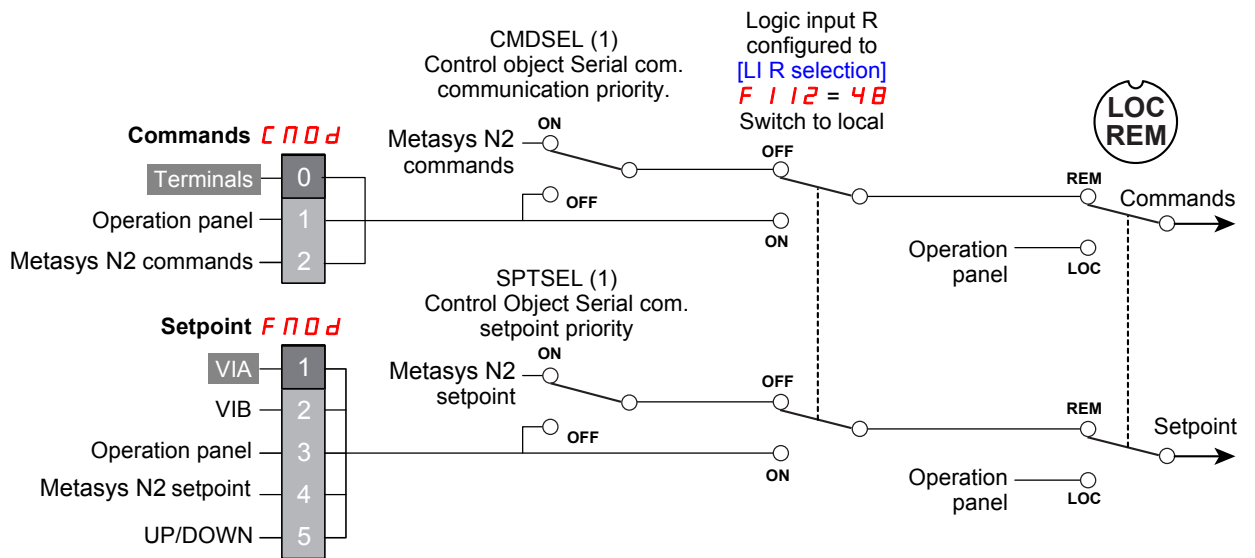 CMDSEL (1)
Control object Serial com.
communication priority.
Logic input R
configured to
[LI R selection]
F 112 = 48
Switch to local
LOC
REM
Commands CMOd
Terminals 0
Operation panel 1
Metasys N2 commands 2
Metasys N2
commands
ON
OFF
OFF
ON
REM
Commands
Operation
panel
LOC
SPTSEL (1)
Control Object Serial com.
setpoint priority
Setpoint FMOd
VIA 1
VIB 2
Operation panel 3
Metasys N2 setpoint 4
UP/DOWN 5
Metasys N2
setpoint
ON
OFF
OFF
ON
REM
Setpoint
Operation
panel
LOC